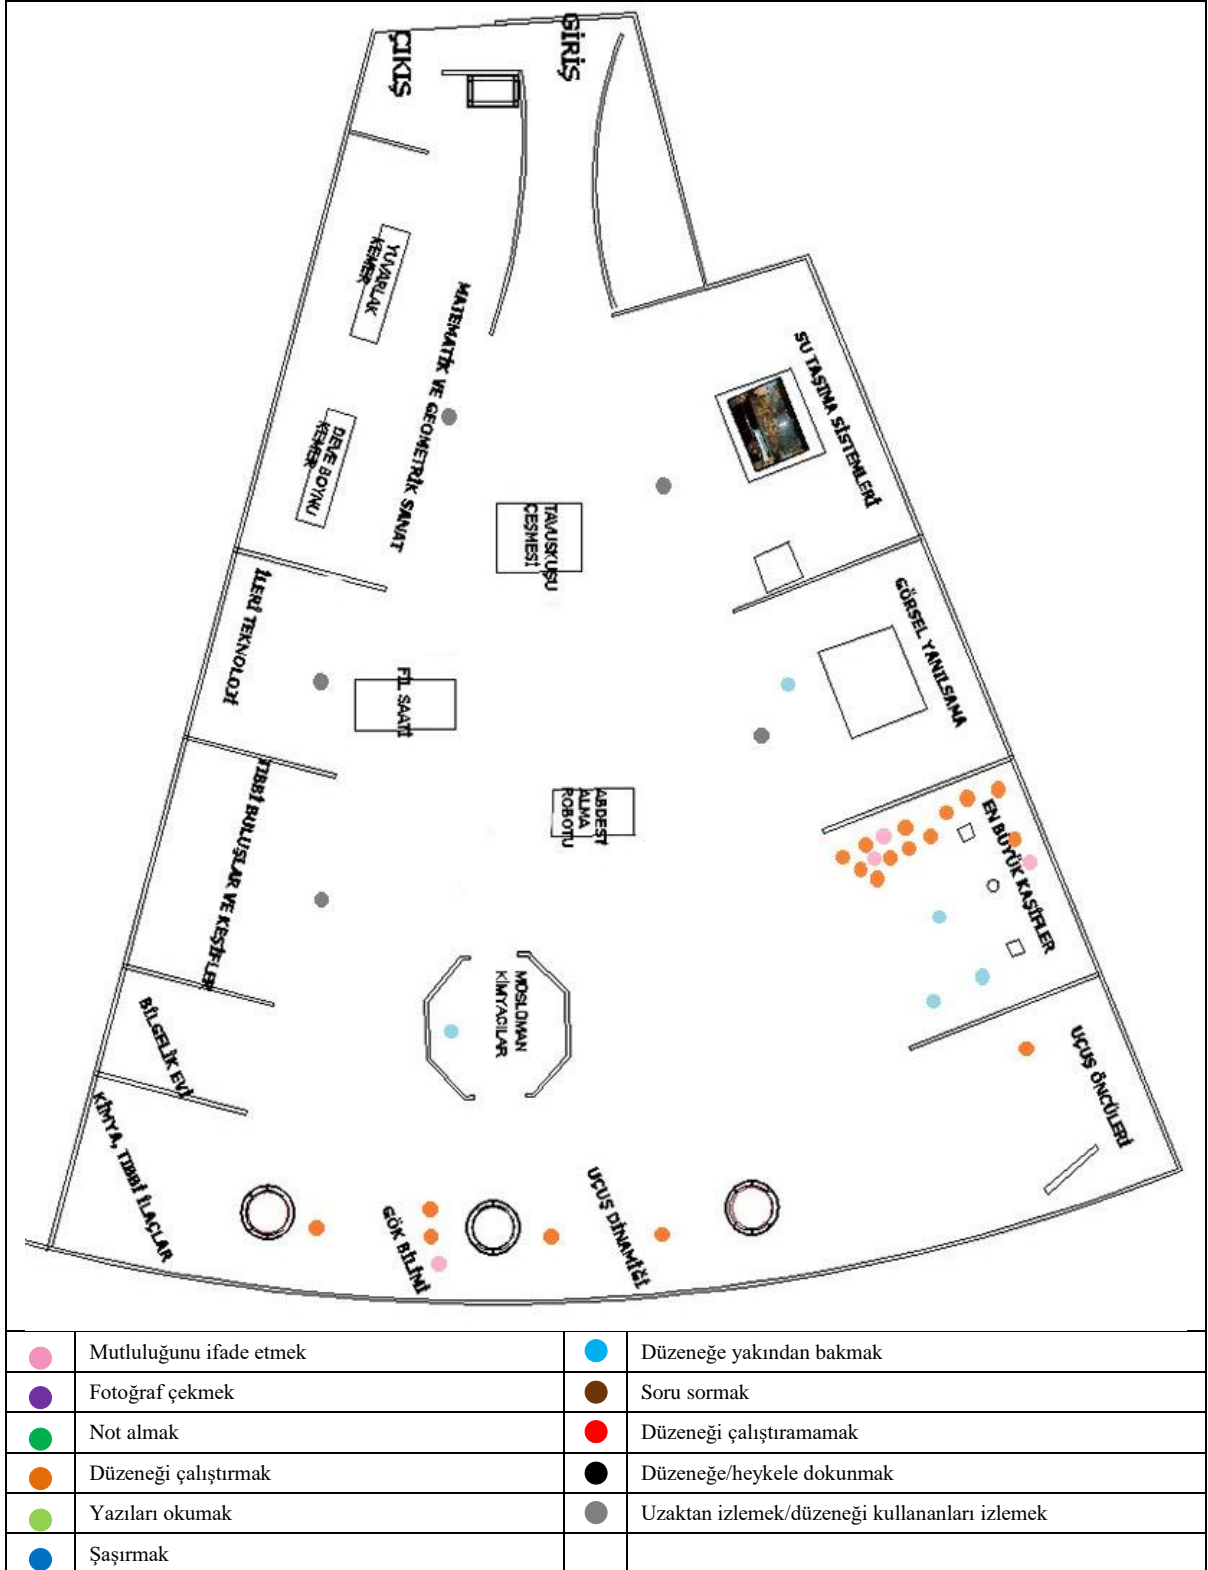 ÇIKIŞ
GİRİŞ
YUVARLAK
KEMER
MATEMATİK VE GEOMETRİK SANAT
DEVE BOYNU
KEMER
SU TAŞIMA SİSTEMLERİ
TAVUSKUŞU
ÇEŞMESİ
İLERİ TEKNOLOJİ
GÖRSEL YANILSAMA
FİL SAATİ
TIBBİ BULUŞLAR VE KEŞİFLER
ABDEST
ALMA
ROBOTU
EN BÜYÜK KAŞİFLER
MÜSLÜMAN
KİMYACILAR
BİLGELİK EVİ
UÇUŞ ÖNCÜLERİ
KİMYA, TIBBİ İLAÇLAR
GÖK BİLİMİ
UÇUŞ DİNAMİĞİ
Mutluluğunu ifade etmek
Düzeneğe yakından bakmak
Fotoğraf çekmek
Soru sormak
Not almak
Düzeneği çalıştıramamak
Düzeneği çalıştırmak
Düzeneğe/heykele dokunmak
Yazıları okumak
Uzaktan izlemek/düzeneği kullananları izlemek
Şaşırmak